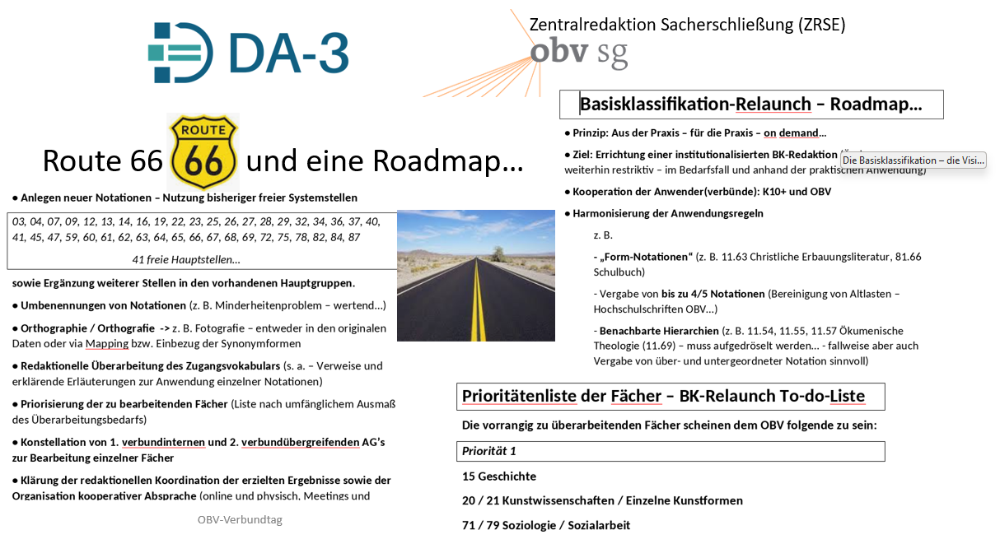 DA-3
Zentralredaktion Sacherschließung (ZRSE)
obv sg
Route 66
ROUTE
66
und eine Roadmap...
• Anlegen neuer Notationen – Nutzung bisheriger freier Systemstellen
03, 04, 07, 09, 12, 13, 14, 16, 19, 22, 23, 25, 26, 27, 28, 29, 32, 34, 36, 37, 40,
41, 45, 47, 59, 60, 61, 62, 63, 64, 65, 66, 67, 68, 69, 72, 75, 78, 82, 84, 87
41 freie Hauptstellen...
sowie Ergänzung weiterer Stellen in den vorhandenen Hauptgruppen.
• Umbenennungen von Notationen (z. B. Minderheitenproblem – wertend...)
• Orthographie / Orthografie -> z. B. Fotografie – entweder in den originalen
Daten oder via Mapping bzw. Einbezug der Synonymformen
• Redaktionelle Überarbeitung des Zugangsvokabulars (s. a. – Verweise und
erklärende Erläuterungen zur Anwendung einzelner Notationen)
• Priorisierung der zu bearbeitenden Fächer (Liste nach umfänglichem Ausmaß
des Überarbeitungsbedarfs)
• Konstellation von 1. verbundinternen und 2. verbundübergreifenden AG's
zur Bearbeitung einzelner Fächer
• Klärung der redaktionellen Koordination der erzielten Ergebnisse sowie der
Organisation kooperativer Absprache (online und physisch, Meetings und
OBV-Verbundtag
Basisklassifikation-Relaunch – Roadmap...
• Prinzip: Aus der Praxis – für die Praxis – on demand...
• Ziel: Errichtung einer institutionalisierten BK-Redaktion
Die Basisklassifikation – die Visi...
weiterhin restriktiv – im Bedarfsfall und anhand der praktischen Anwendung)
• Kooperation der Anwender(verbünde): K10+ und OBV
• Harmonisierung der Anwendungsregeln
z. B.
- „Form-Notationen“ (z. B. 11.63 Christliche Erbauungsliteratur, 81.66
Schulbuch)
- Vergabe von bis zu 4/5 Notationen (Bereinigung von Altlasten –
Hochschulschriften OBV...)
- Benachbarte Hierarchien (z. B. 11.54, 11.55, 11.57 Ökumenische
Theologie (11.69) – muss aufgedröselt werden... - fallweise aber auch
Vergabe von über- und untergeordneter Notation sinnvoll)
Prioritätenliste der Fächer – BK-Relaunch To-do-Liste
Die vorrangig zu überarbeitenden Fächer scheinen dem OBV folgende zu sein:
Priorität 1
15 Geschichte
20 / 21 Kunstwissenschaften / Einzelne Kunstformen
71 / 79 Soziologie / Sozialarbeit